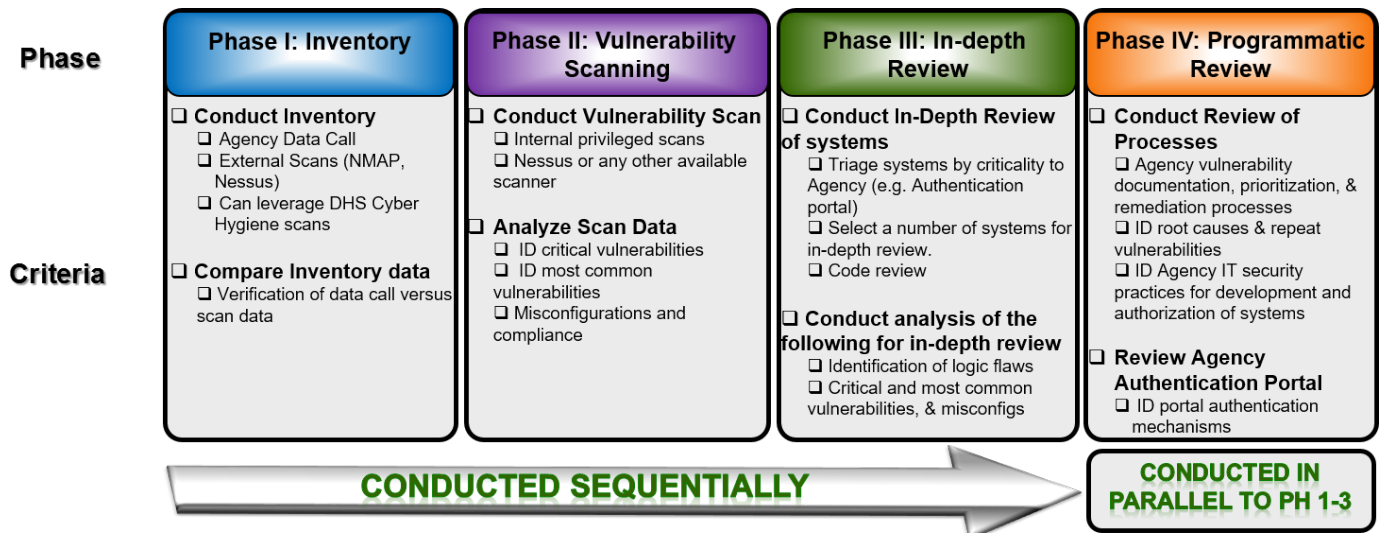 Phase
Phase I: Inventory
❑ Conduct Inventory
❑ Agency Data Call
❑ External Scans (NMAP,
Nessus)
❑ Can leverage DHS Cyber
Hygiene scans
❑ Compare Inventory data
❑ Verification of data call versus
scan data
Phase II: Vulnerability
Scanning
❑ Conduct Vulnerability Scan
❑ Internal privileged scans
❑ Nessus or any other available
scanner
❑ Analyze Scan Data
❑ ID critical vulnerabilities
❑ ID most common
vulnerabilities
❑ Misconfigurations and
compliance
Phase III: In-depth
Review
❑ Conduct In-Depth Review
of systems
❑ Triage systems by criticality to
Agency (e.g. Authentication
portal)
❑ Select a number of systems for
in-depth review.
❑ Code review
❑ Conduct analysis of the
following for in-depth review
❑ Identification of logic flaws
❑ Critical and most common
vulnerabilities, & misconfigs
Phase IV: Programmatic
Review
❑ Conduct Review of
Processes
❑ Agency vulnerability
documentation, prioritization, &
remediation processes
❑ ID root causes & repeat
vulnerabilities
❑ ID Agency IT security
practices for development and
authorization of systems
❑ Review Agency
Authentication Portal
❑ ID portal authentication
mechanisms
Criteria
CONDUCTED SEQUENTIALLY
CONDUCTED IN
PARALLEL TO PH 1-3